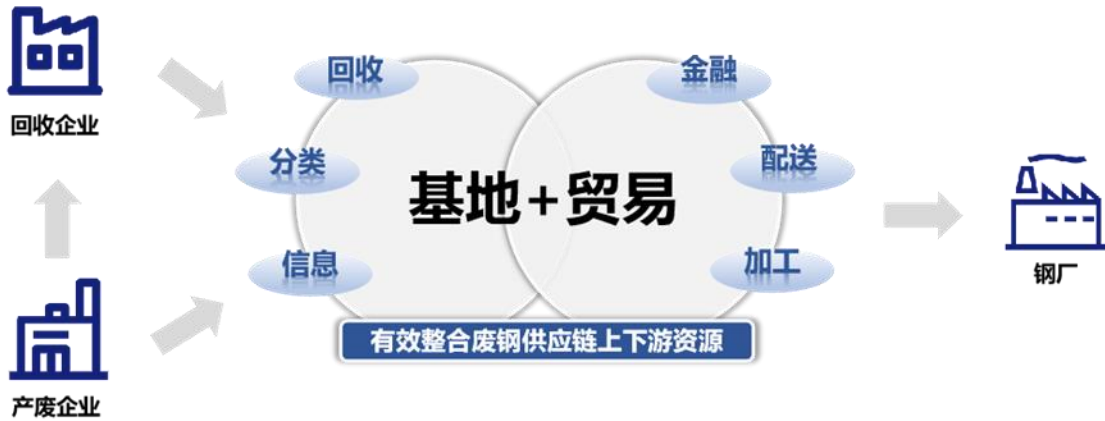 回收企业
产废企业
回收
分类
信息
基地+贸易
金融
配送
加工
有效整合废钢供应链上下游资源
钢厂